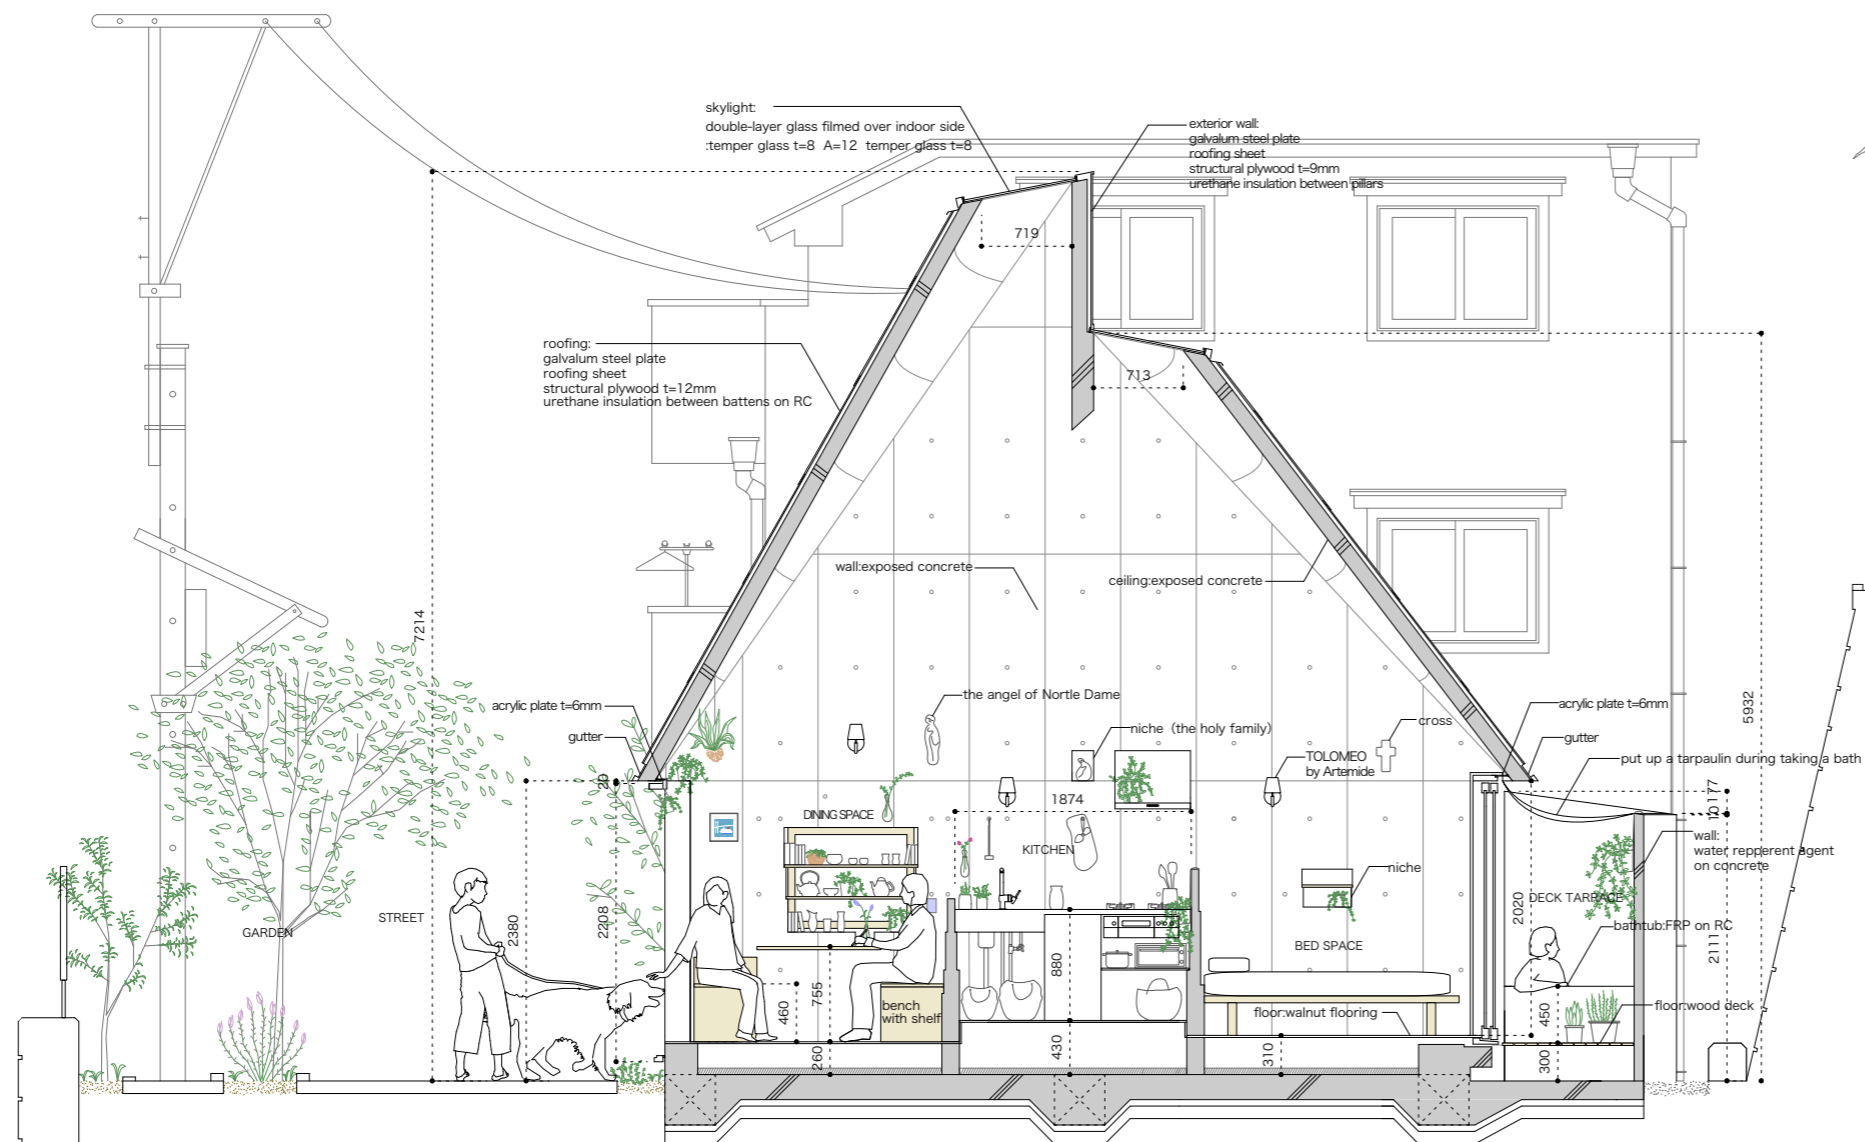 skylight:
double-layer glass filmed over indoor side
:temper glass t=8 A=12 temper glass t=8
exterior wall:
galvalum steel plate
roofing sheet
structural plywood t=9mm
urethane insulation between pillars
719
713
roofing:
galvalum steel plate
roofing sheet
structural plywood t=12mm
urethane insulation between battens on RC
wall:exposed concrete
ceiling:exposed concrete
7214
5932
acrylic plate t=6mm
gutter
the angel of Nortle Dame
niche (the holy family)
cross
TOLOMEO
by Artemide
acrylic plate t=6mm
gutter
put up a tarpaulin during taking a bath
20
1874
10177
DINING SPACE
KITCHEN
niche
wall:
water repperent agent
on concrete
DECK TARRACE
STREET
GARDEN
2380
2208
2020
2111
BED SPACE
bathtub:FRP on RC
bench
with shelf
460
755
880
floor:walnut flooring
450
floor:wood deck
260
430
310
300